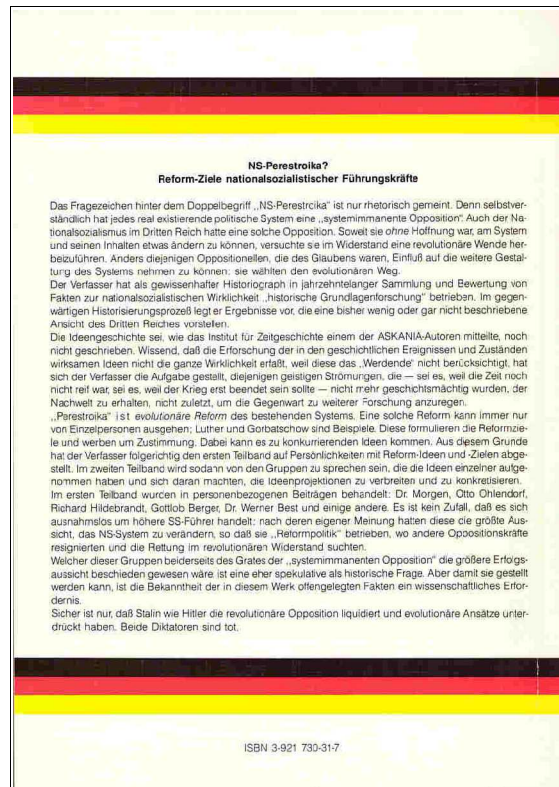 NS-Perestroika?
Reform-Ziele nationalsozialistischer Führungskräfte
Das Fragezeichen hinter dem Doppelbegriff „NS-Perestrcika" ist nur rhetorisch gemeint. Denn selbstver-
ständlich hat jedes real existierende politische System eine „systemimmanente Opposition". Auch der Na-
tionalsozialismus im Dritten Reich hatte eine solche Opposition. Soweit sie ohne Hoffnung war, am System
und seinen Inhalten etwas ändern zu können, versuchte sie im Widerstand eine revolutionäre Wende her-
beizuführen. Anders diejenigen Oppositionellen, die des Glaubens waren, Einfluß auf die weitere Gestal-
tung des Systems nehmen zu können: sie wählten den evolutionären Weg.
Der Verfasser hat als gewissenhafter Historiograph in jahrzehntelanger Sammlung und Bewertung von
Fakten zur nationalsozialistischen Wirklichkeit „historische Grundlagenforschung" betrieben. Im gegen-
wärtigen Historisierungsprozeß legt er Ergebnisse vor, die eine bisher wenig oder gar nicht beschriebene
Ansicht des Dritten Reiches vorstellen.
Die Ideengeschichte sei, wie das Institut für Zeitgeschichte einem der ASKANIA-Autoren mitteilte, noch
nicht geschrieben. Wissend, daß die Erforschung der in den geschichtlichen Ereignissen und Zuständen
wirksamen Ideen nicht die ganze Wirklichkeit erfaßt, weil diese das „Werdende" nicht berücksichtigt, hat
sich der Verfasser die Aufgabe gestellt, diejenigen geistigen Strömungen, die — sei es, weil die Zeit noch
nicht reif war, sei es, weil der Krieg erst beendet sein sollte — nicht mehr geschichtsmächtig wurden, der
Nachwelt zu erhalten, nicht zuletzt, um die Gegenwart zu weiterer Forschung anzuregen.
„Perestroika" ist evolutionäre Reform des bestehenden Systems. Eine solche Reform kann immer nur
von Einzelpersonen ausgehen; Luther und Gorbatschow sind Beispiele. Diese formulieren die Reformzie-
le und werben um Zustimmung. Dabei kann es zu konkurrierenden Ideen kommen. Aus diesem Grunde
hat der Verfasser folgerichtig den ersten Teilband auf Persönlichkeiten mit Reform-Ideen und -Zielen abge-
stellt. Im zweiten Teilband wird sodann von den Gruppen zu sprechen sein, die die Ideen einzelner aufge-
nommen haben und sich daran machten, die Ideenprojektionen zu verbreiten und zu konkretisieren.
Im ersten Teilband wurden in personenbezogenen Beiträgen behandelt: Dr. Morgen, Otto Ohlendorf,
Richard Hildebrandt, Gottlob Berger, Dr. Werner Best und einige andere. Es ist kein Zufall, daß es sich
ausnahmslos um höhere SS-Führer handelt: nach deren eigener Meinung hatten diese die größte Aus-
sicht, das NS-System zu verändern, so daß sie „Reformpolitik" betrieben, wo andere Oppositionskräfte
resignierten und die Rettung im revolutionären Widerstand suchten.
Welcher dieser Gruppen beiderseits des Grates der „systemimmanenten Opposition" die größere Erfolgs-
aussicht beschieden gewesen wäre, ist eine eher spekulative als historische Frage. Aber damit sie gestellt
werden kann, ist die Bekanntheit der in diesem Werk offengelegten Fakten ein wissenschaftliches Erfor-
dernis.
Sicher ist nur, daß Stalin wie Hitler die revolutionäre Opposition liquidiert und evolutionäre Ansätze unter-
drückt haben. Beide Diktatoren sind tot.
ISBN 3-921 730-31-7